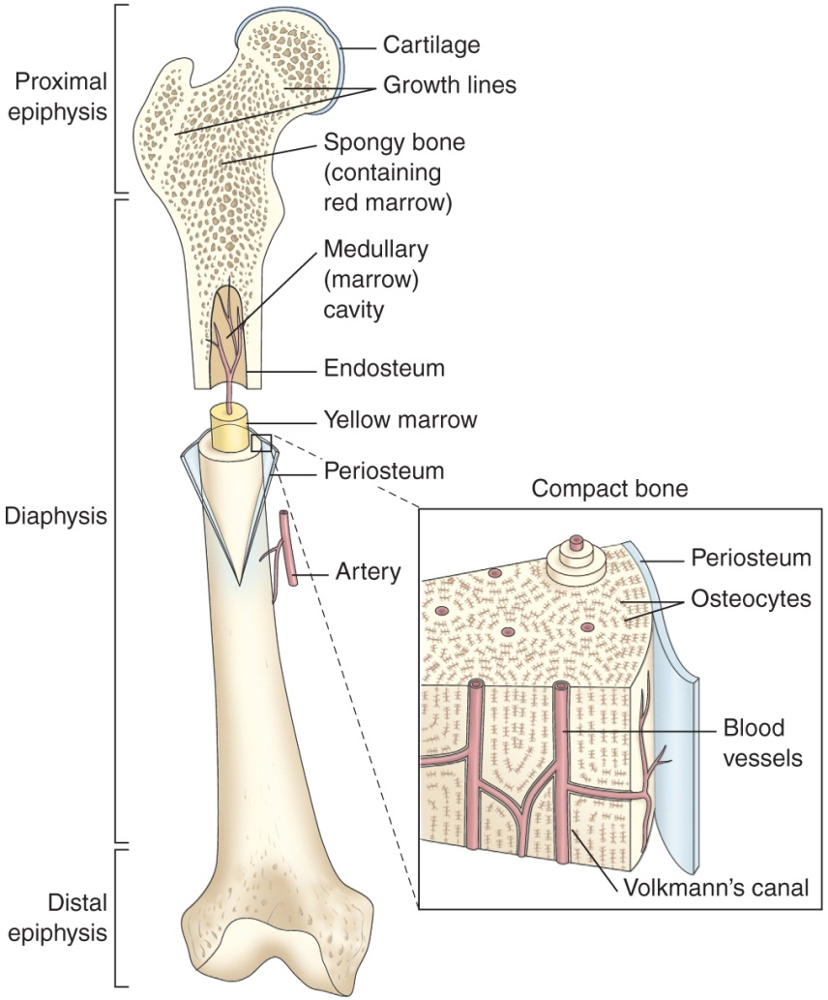 Proximal
epiphysis
Cartilage
Growth lines
Spongy bone
(containing
red marrow)
Medullary
(marrow)
cavity
Endosteum
Yellow marrow
Periosteum
Diaphysis
Artery
Compact bone
Periosteum
Osteocytes
Blood
vessels
Volkmann’s canal
Distal
epiphysis